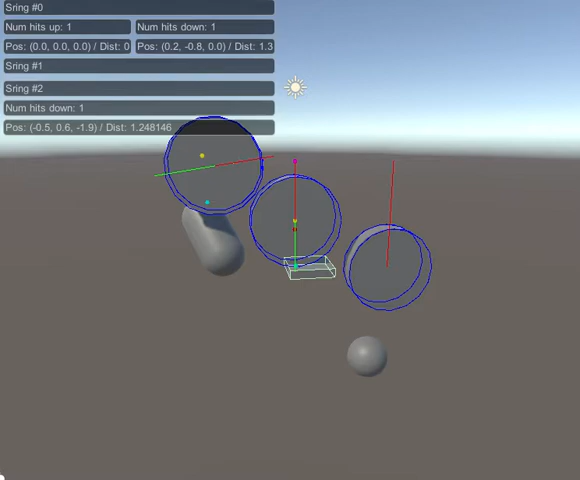 Sring #0
Num hits up: 1 Num hits down: 1
Pos: (0.0, 0.0, 0.0) / Dist: 0 Pos: (0.2, -0.8, 0.0) / Dist: 1.3
Sring #1
Sring #2
Num hits down: 1
Pos: (-0.5, 0.6, -1.9) / Dist: 1.248146